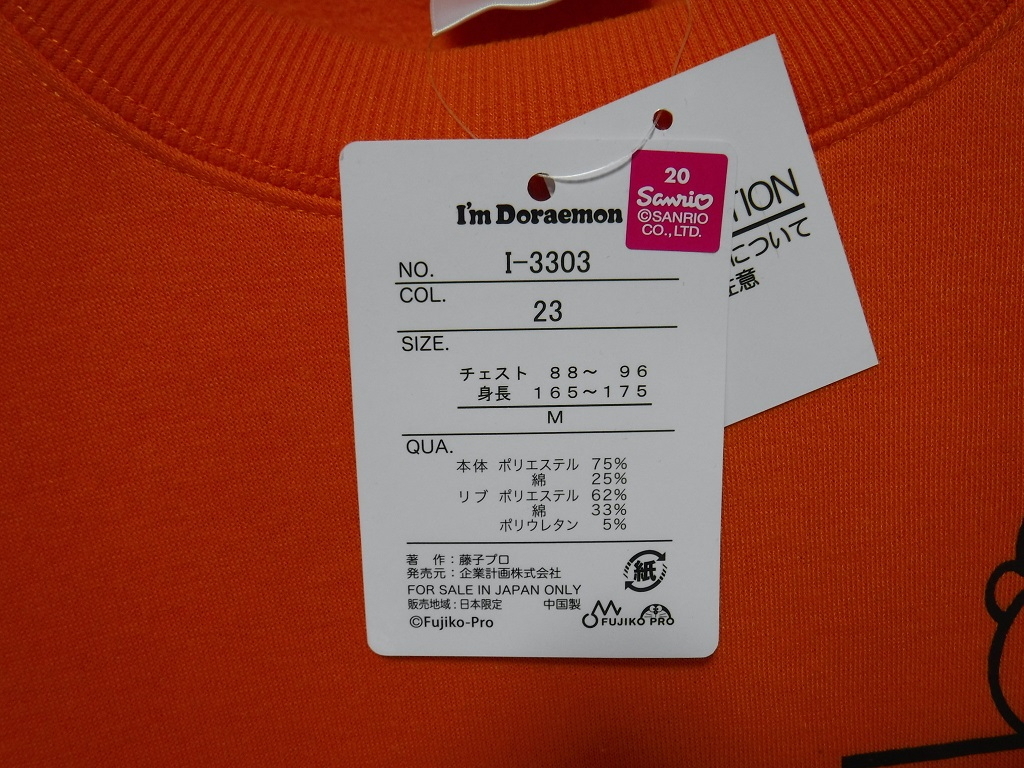 I'm Doraemon
20
Sanrio
©SANRIO
CO., LTD.
NO. I-3303
COL.
23
SIZE.
チェスト 88〜 96
身長 165〜175
M
QUA.
本体 ポリエステル 75%
綿 25%
リブ ポリエステル 62%
綿 33%
ポリウレタン 5%
著 作：藤子プロ
発売元：企業計画株式会社
FOR SALE IN JAPAN ONLY
販売地域：日本限定 中国製
©Fujiko-Pro
紙
FUJIKO PRO
TION
について
意